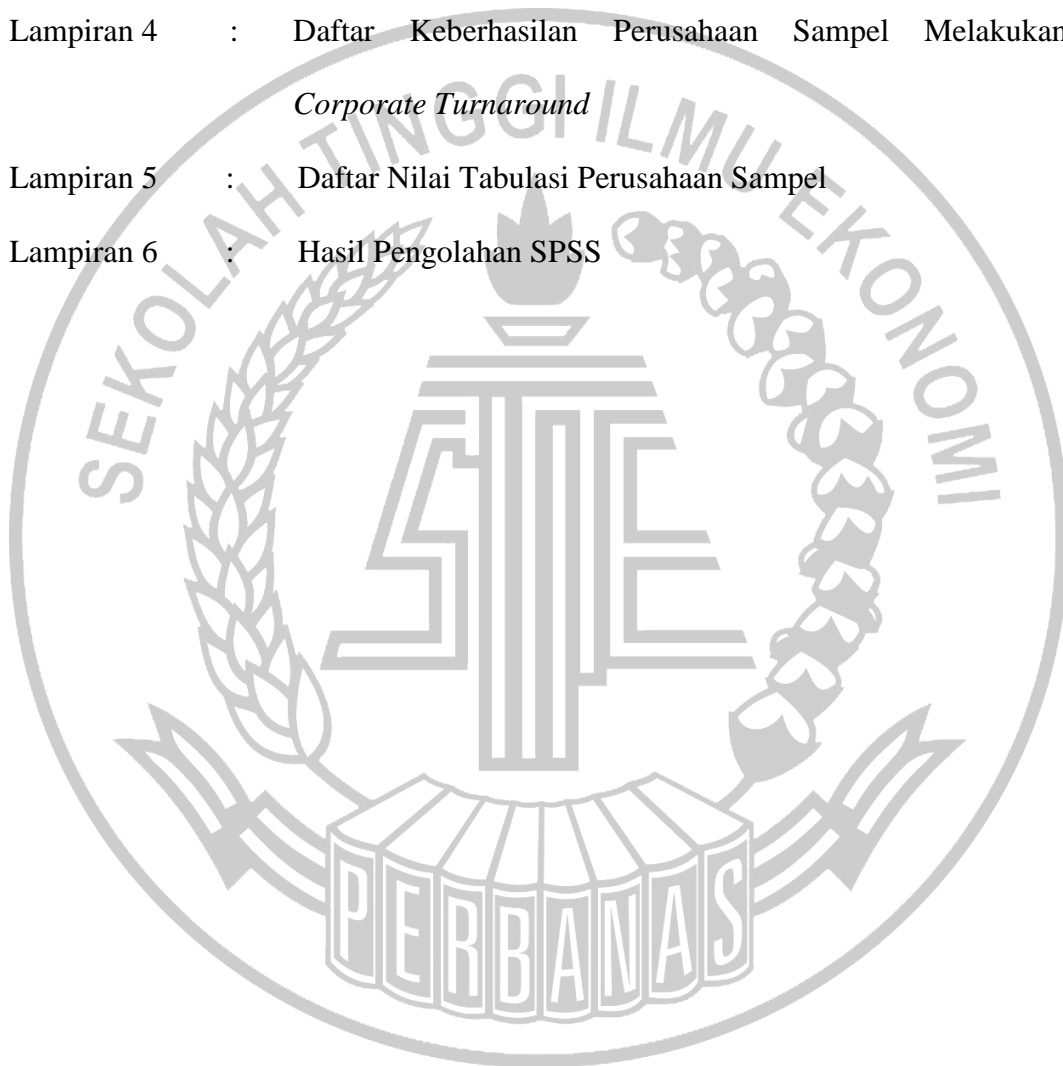 Lampiran 4 : Daftar Keberhasilan Perusahaan Sampel Melakukan
Corporate Turnaround
Lampiran 5 : Daftar Nilai Tabulasi Perusahaan Sampel
Lampiran 6 : Hasil Pengolahan SPSS
SEKOLAH TINGGI ILMU EKONOMI
STIE
PERBANAS